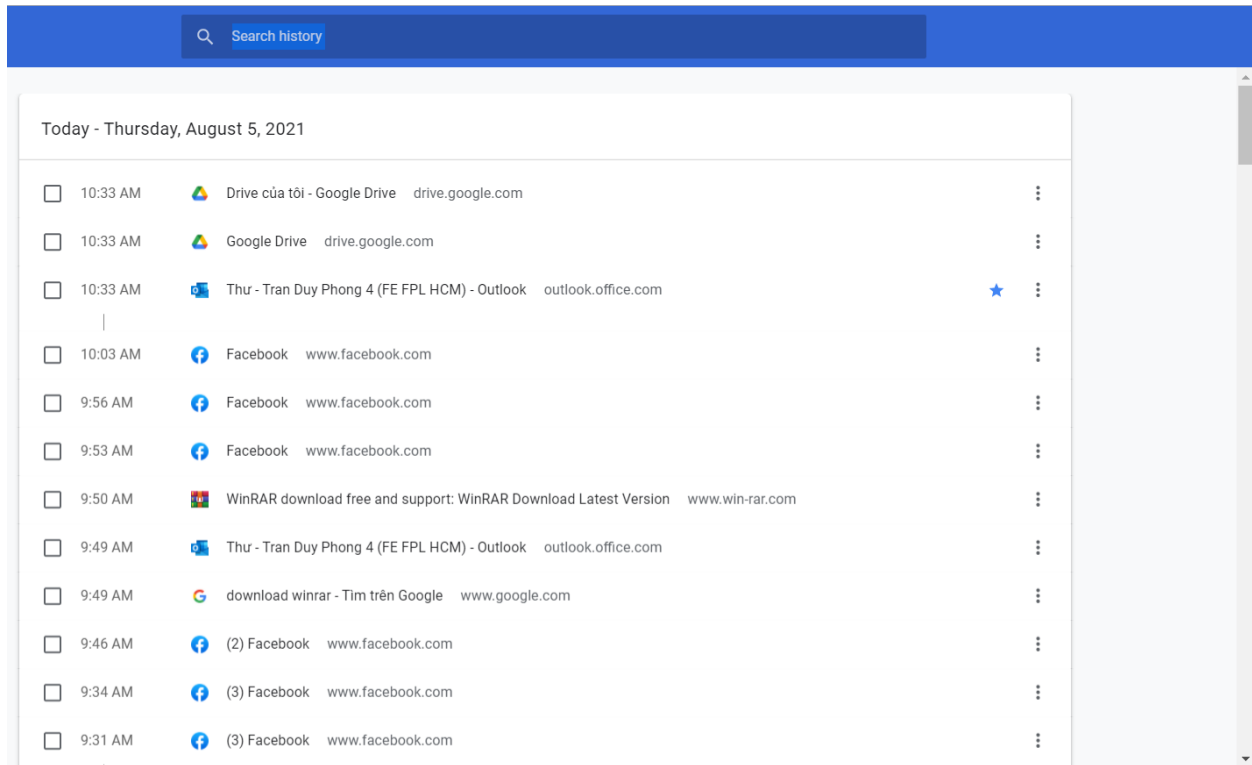 Search history
Today - Thursday, August 5, 2021
10:33 AM Drive của tôi - Google Drive drive.google.com
10:33 AM Google Drive drive.google.com
10:33 AM Thư - Tran Duy Phong 4 (FE FPL HCM) - Outlook outlook.office.com
10:03 AM Facebook www.facebook.com
9:56 AM Facebook www.facebook.com
9:53 AM Facebook www.facebook.com
9:50 AM WinRAR download free and support: WinRAR Download Latest Version www.win-rar.com
9:49 AM Thư - Tran Duy Phong 4 (FE FPL HCM) - Outlook outlook.office.com
9:49 AM download winrar - Tìm trên Google www.google.com
9:46 AM (2) Facebook www.facebook.com
9:34 AM (3) Facebook www.facebook.com
9:31 AM (3) Facebook www.facebook.com